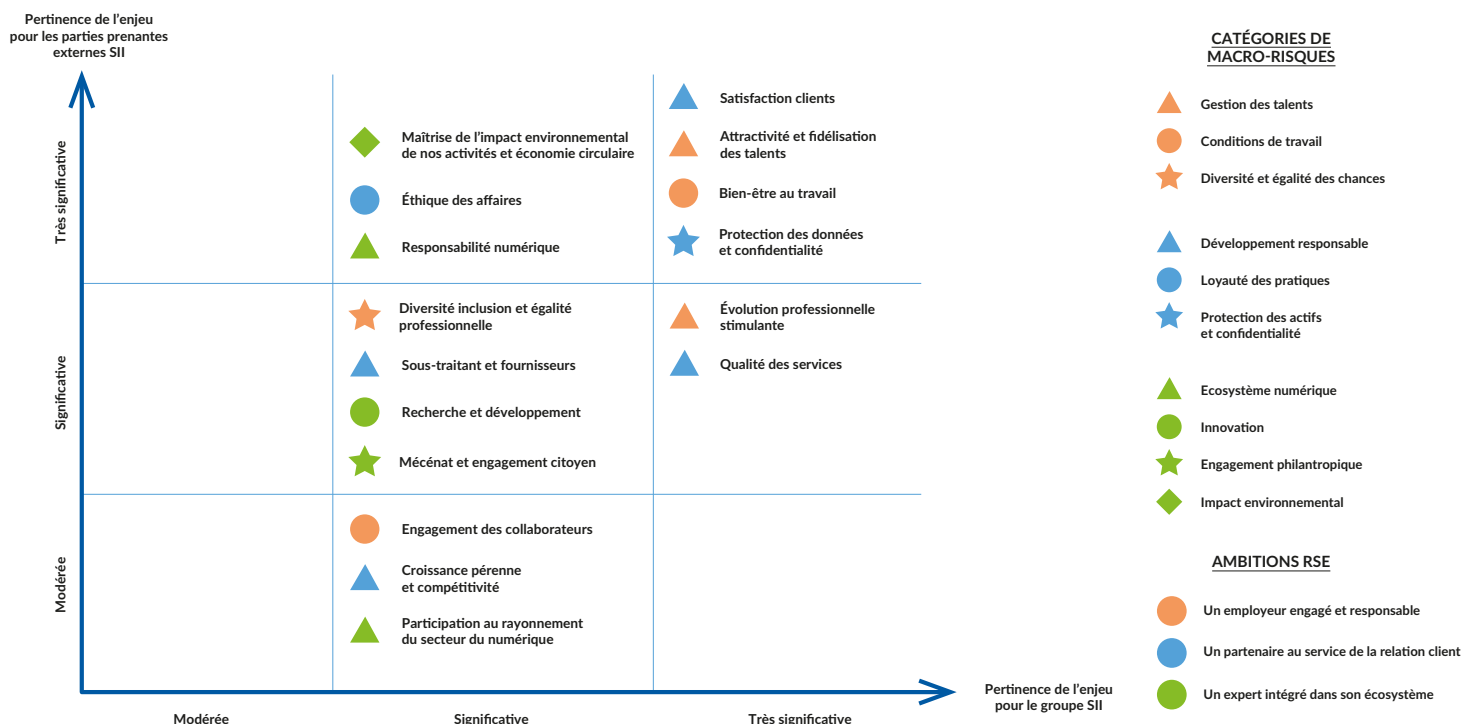 Pertinence de l'enjeu
pour les parties prenantes
externes SII
Très significative
Significative
Modérée
Maîtrise de l'impact environnemental
de nos activités et économie circulaire
Éthique des affaires
Responsabilité numérique
Satisfaction clients
Attractivité et fidélisation
des talents
Bien-être au travail
Protection des données
et confidentialité
Diversité inclusion et égalité
professionnelle
Sous-traitant et fournisseurs
Recherche et développement
Mécénat et engagement citoyen
Évolution professionnelle
stimulante
Qualité des services
Engagement des collaborateurs
Croissance pérenne
et compétitivité
Participation au rayonnement
du secteur du numérique
Modérée
Significative
Très significative
Pertinence de l'enjeu
pour le groupe SII
CATÉGORIES DE
MACRO-RISQUES
Gestion des talents
Conditions de travail
Diversité et égalité des chances
Développement responsable
Loyauté des pratiques
Protection des actifs
et confidentialité
Ecosystème numérique
Innovation
Engagement philantropique
Impact environnemental
AMBITIONS RSE
Un employeur engagé et responsable
Un partenaire au service de la relation client
Un expert intégré dans son écosystème